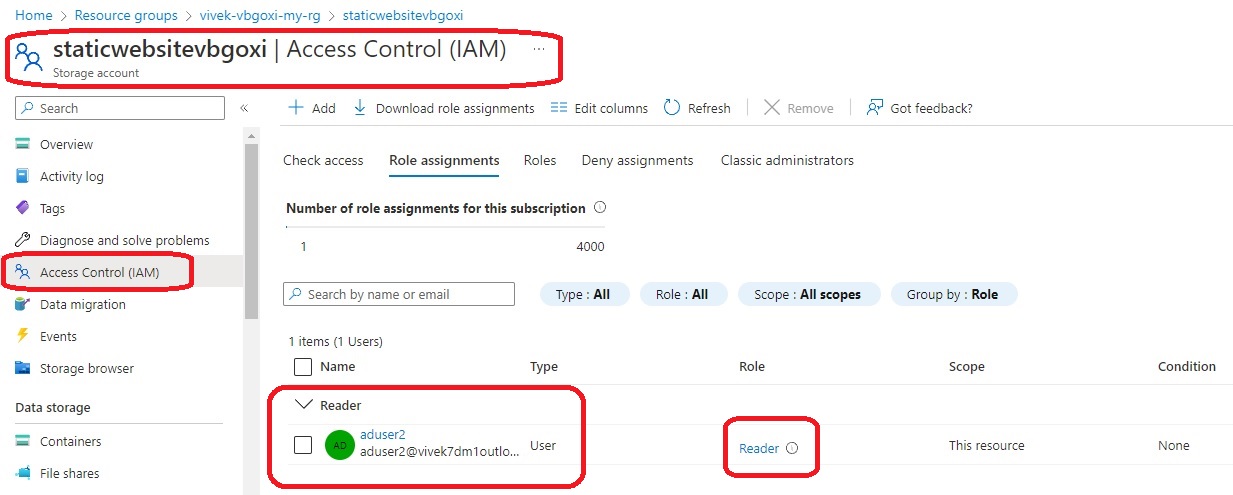 Home > Resource groups > vivek-vbgoxi-my-rg > staticwebsitevbgoxi
staticwebsitevbgoxi | Access Control (IAM) ...
Storage account
Search «
Add Download role assignments Edit columns Refresh Remove Got feedback?
Overview
Activity log
Tags
Diagnose and solve problems
Access Control (IAM)
Data migration
Events
Storage browser
Data storage
Containers
File shares
Check access Role assignments Roles Deny assignments Classic administrators
Number of role assignments for this subscription
1 4000
Search by name or email Type : All Role : All Scope : All scopes Group by : Role
1 items (1 Users)
Name Type Role Scope Condition
Reader
AD aduser2
aduser2@vivek7dm1outlo... User Reader This resource None